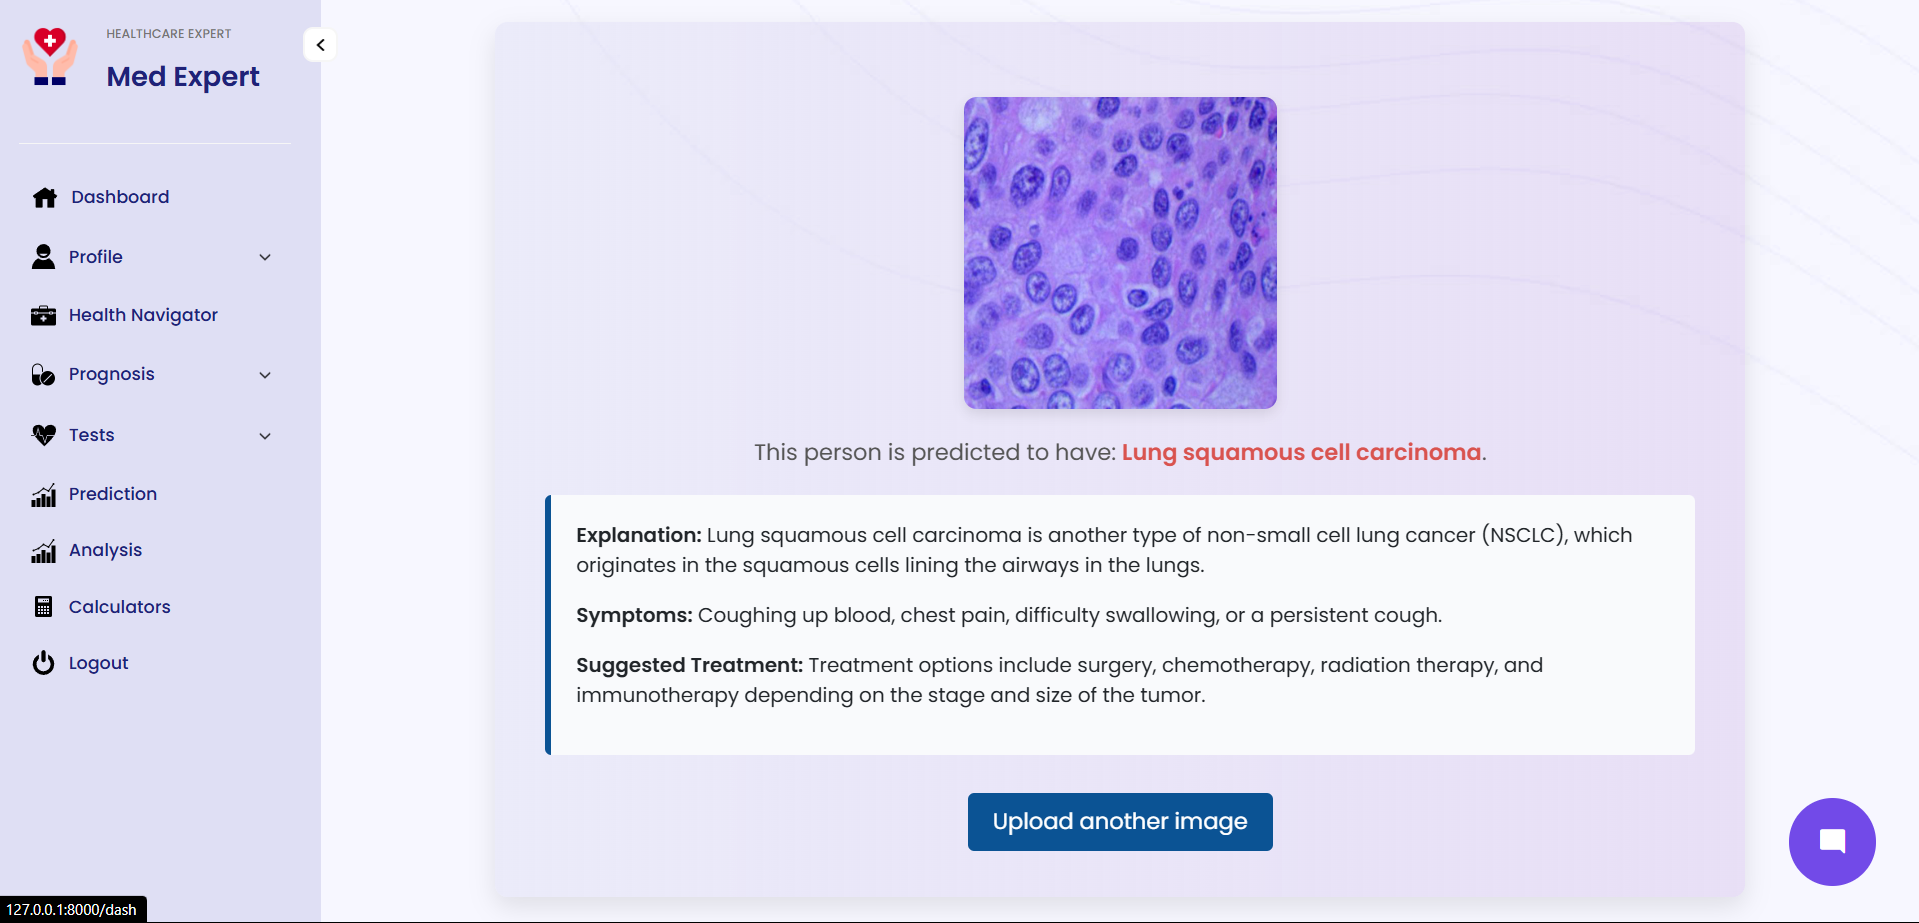 HEALTHCARE EXPERT
Med Expert
Dashboard
Profile
Health Navigator
Prognosis
Tests
Prediction
Analysis
Calculators
Logout
This person is predicted to have: Lung squamous cell carcinoma.
Explanation: Lung squamous cell carcinoma is another type of non-small cell lung cancer (NSCLC), which
originates in the squamous cells lining the airways in the lungs.
Symptoms: Coughing up blood, chest pain, difficulty swallowing, or a persistent cough.
Suggested Treatment: Treatment options include surgery, chemotherapy, radiation therapy, and
immunotherapy depending on the stage and size of the tumor.
Upload another image
127.0.0.1:8000/dash